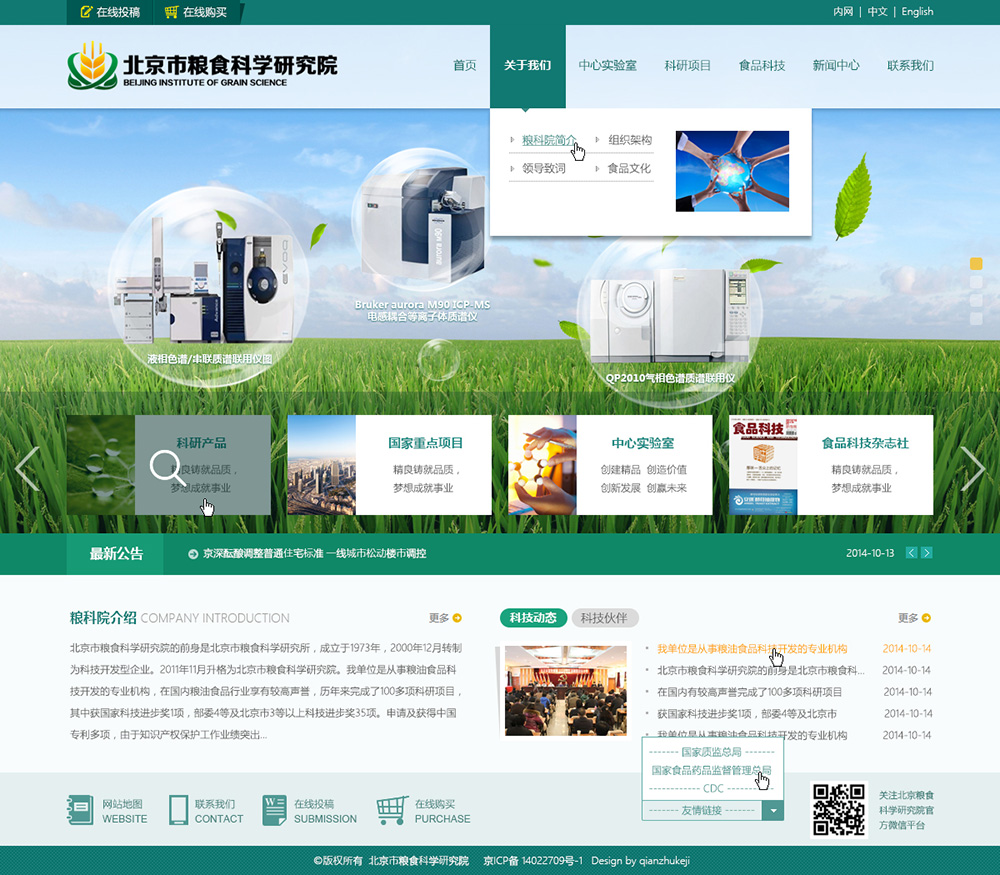 在线投稿 在线购买
内网 | 中文 | English
北京市粮食科学研究院
BEIJING INSTITUTE OF GRAIN SCIENCE
首页 关于我们 中心实验室 科研项目 食品科技 新闻中心 联系我们
粮科院简介 组织架构
领导致词 食品文化
Bruker aurora M90 ICP-MS
电感耦合等离子体质谱仪
液相色谱/串联质谱联用仪图
QP2010气相色谱质谱联用仪
科研产品
精良铸就品质，
梦想成就事业
国家重点项目
精良铸就品质，
梦想成就事业
中心实验室
创建精品 创造价值
创新发展 创赢未来
食品科技
食品科技杂志社
精良铸就品质，
梦想成就事业
最新公告
京深酝酿调整普通住宅标准 一线城市松动楼市调控
2014-10-13
粮科院介绍 COMPANY INTRODUCTION
更多
北京市粮食科学研究院的前身是北京市粮食科学研究所，成立于1973年，2000年12月转制
为科技开发型企业。2011年11月升格为北京市粮食科学研究院。我单位是从事粮油食品科
技开发的专业机构，在国内粮油食品行业享有较高声誉，历年来完成了100多项科研项目，
其中获国家科技进步奖1项，部委4等及北京市3等以上科技进步奖35项。申请及获得中国
专利多项，由于知识产权保护工作业绩突出...
科技动态 科技伙伴
更多
我单位是从事粮油食品科技开发的专业机构 2014-10-14
北京市粮食科学研究院的前身是北京市粮食科... 2014-10-14
在国内有较高声誉完成了100多项科研项目 2014-10-14
获国家科技进步奖1项，部委4等及北京市 2014-10-14
我单位是从事粮油食品科技开发的专业机构 2014-10-14
------- 国家质监总局 -------
国家食品药品监督管理总局
------------ CDC ------------
------- 友情链接 -------
网站地图
WEBSITE
联系我们
CONTACT
在线投稿
SUBMISSION
在线购买
PURCHASE
关注北京粮食
科学研究院官
方微信平台
©版权所有 北京市粮食科学研究院 京ICP备 14022709号-1 Design by qianzhukeji